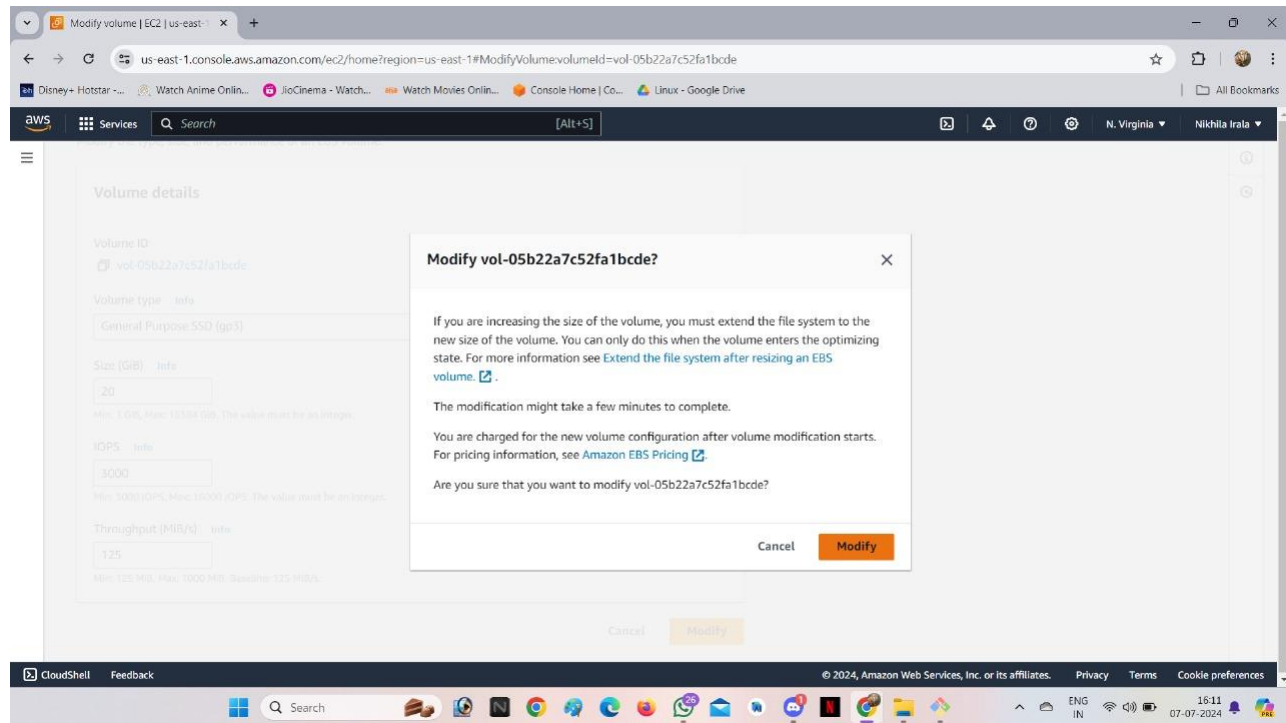 Modify volume | EC2 | us-east-
us-east-1.console.aws.amazon.com/ec2/home?region=us-east-1#ModifyVolume:volumeId=vol-05b22a7c52fa1bcde
Disney+ Hotstar -... Watch Anime Onlin... JioCinema - Watch... Watch Movies Onlin... Console Home | Co... Linux - Google Drive All Bookmarks
aws Services Search [Alt+S] N. Virginia Nikhila Irala
Volume details
Volume ID
vol-05b22a7c52fa1bcde
Volume type Info
General Purpose SSD (gp3)
Size (GiB) Info
20
IOPS Info
3000
Throughput (MiB/s) Info
125
Modify vol-05b22a7c52fa1bcde?
If you are increasing the size of the volume, you must extend the file system to the
new size of the volume. You can only do this when the volume enters the optimizing
state. For more information see Extend the file system after resizing an EBS
volume. .
The modification might take a few minutes to complete.
You are charged for the new volume configuration after volume modification starts.
For pricing information, see Amazon EBS Pricing .
Are you sure that you want to modify vol-05b22a7c52fa1bcde?
Cancel Modify
Cancel Modify
CloudShell Feedback © 2024, Amazon Web Services, Inc. or its affiliates. Privacy Terms Cookie preferences
Search 26 ENG 16:11
IN 07-07-2024 PRE